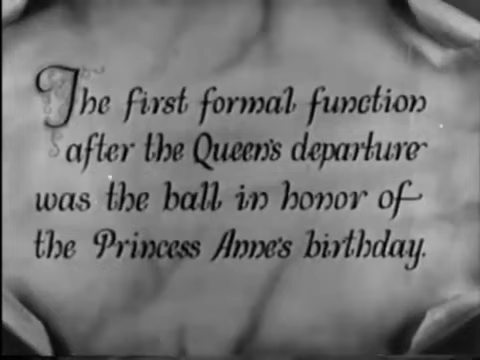 The first formal function
after the Queen's departure
was the ball in honor of
the Princess Anne's birthday.